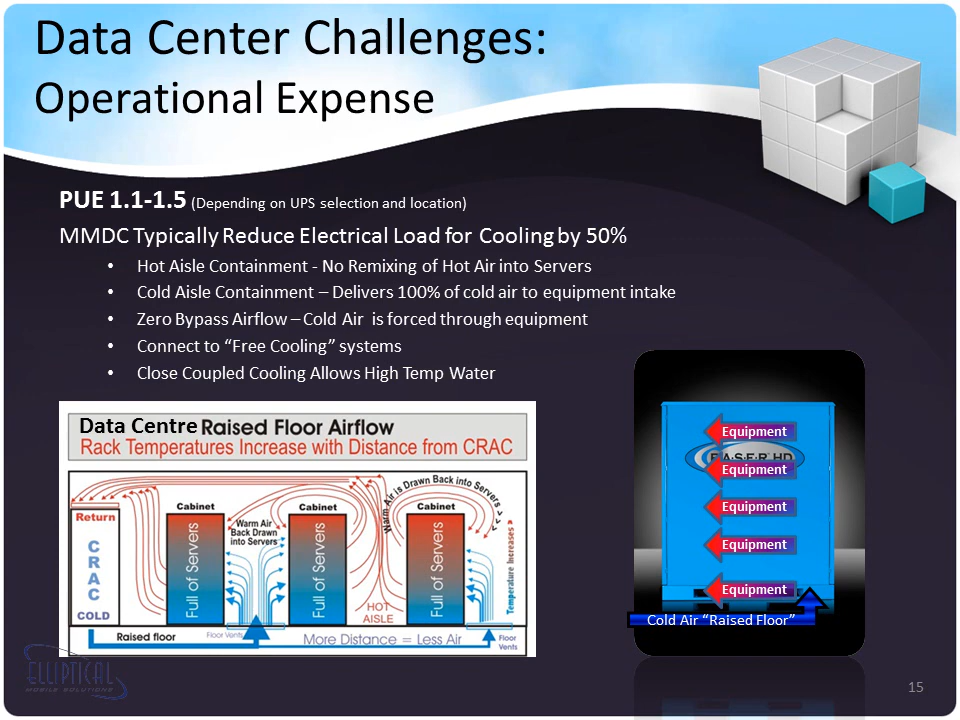 Data Center Challenges:
Operational Expense
PUE 1.1-1.5 (Depending on UPS selection and location)
MMDC Typically Reduce Electrical Load for Cooling by 50%
• Hot Aisle Containment - No Remixing of Hot Air into Servers
• Cold Aisle Containment – Delivers 100% of cold air to equipment intake
• Zero Bypass Airflow – Cold Air is forced through equipment
• Connect to “Free Cooling” systems
• Close Coupled Cooling Allows High Temp Water
Data Centre Raised Floor Airflow
Rack Temperatures Increase with Distance from CRAC
Return
CRAC
COLD
Cabinet
Full of Servers
Warm Air
Back Drawn
into Servers
Cabinet
Full of Servers
Warm Air is Drawn Back into Servers
HOT
AISLE
Cabinet
Full of Servers
Temperature Increases
Raised floor
Floor Vents
More Distance = Less Air
Floor
Vents
R.A.S.E.R HD
Equipment
Equipment
Equipment
Equipment
Equipment
Cold Air “Raised Floor”
ELLIPTICAL
MOBILE SOLUTIONS
15